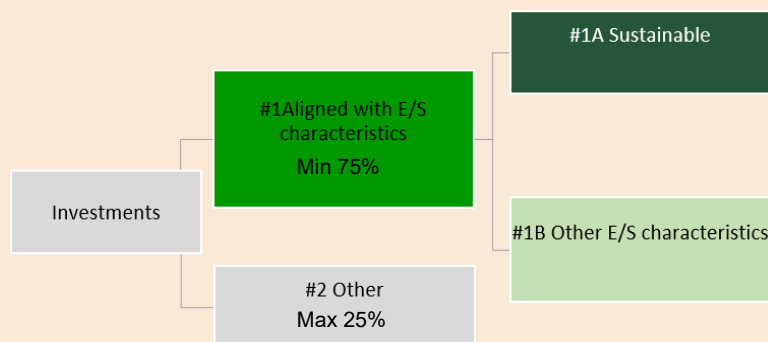 #1A Sustainable
#1Aligned with E/S
characteristics
Min 75%
Investments
#1B Other E/S characteristics
#2 Other
Max 25%